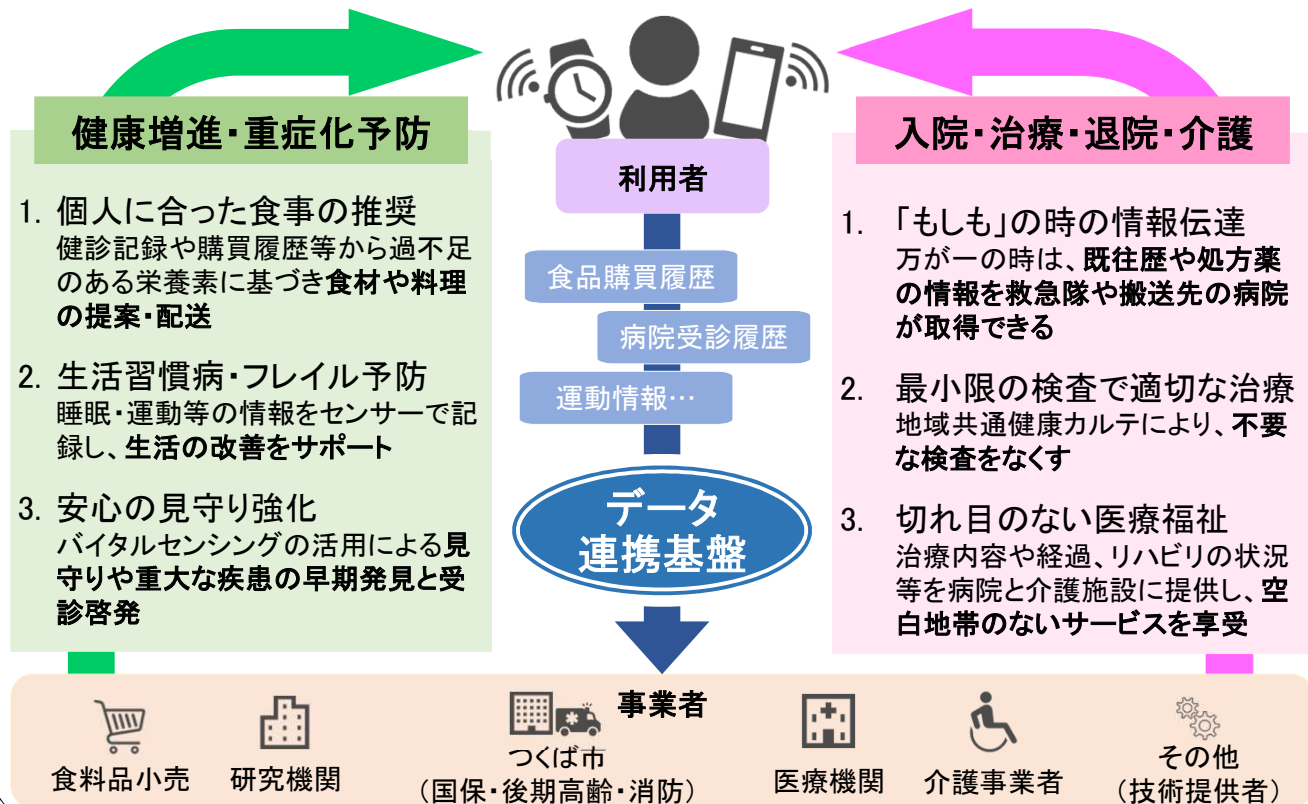 健康増進・重症化予防
1. 個人に合った食事の推奨
健診記録や購買履歴等から過不足
のある栄養素に基づき食材や料理
の提案・配送
2. 生活習慣病・フレイル予防
睡眠・運動等の情報をセンサーで記
録し、生活の改善をサポート
3. 安心の見守り強化
バイタルセンシングの活用による見
守りや重大な疾患の早期発見と受
診啓発
利用者
食品購買履歴
病院受診履歴
運動情報…
データ
連携基盤
入院・治療・退院・介護
1. 「もしも」の時の情報伝達
万が一の時は、既往歴や処方薬
の情報を救急隊や搬送先の病院
が取得できる
2. 最小限の検査で適切な治療
地域共通健康カルテにより、不要
な検査をなくす
3. 切れ目のない医療福祉
治療内容や経過、リハビリの状況
等を病院と介護施設に提供し、空
白地帯のないサービスを享受
事業者
食料品小売
研究機関
つくば市
（国保・後期高齢・消防）
医療機関
介護事業者
その他
（技術提供者）